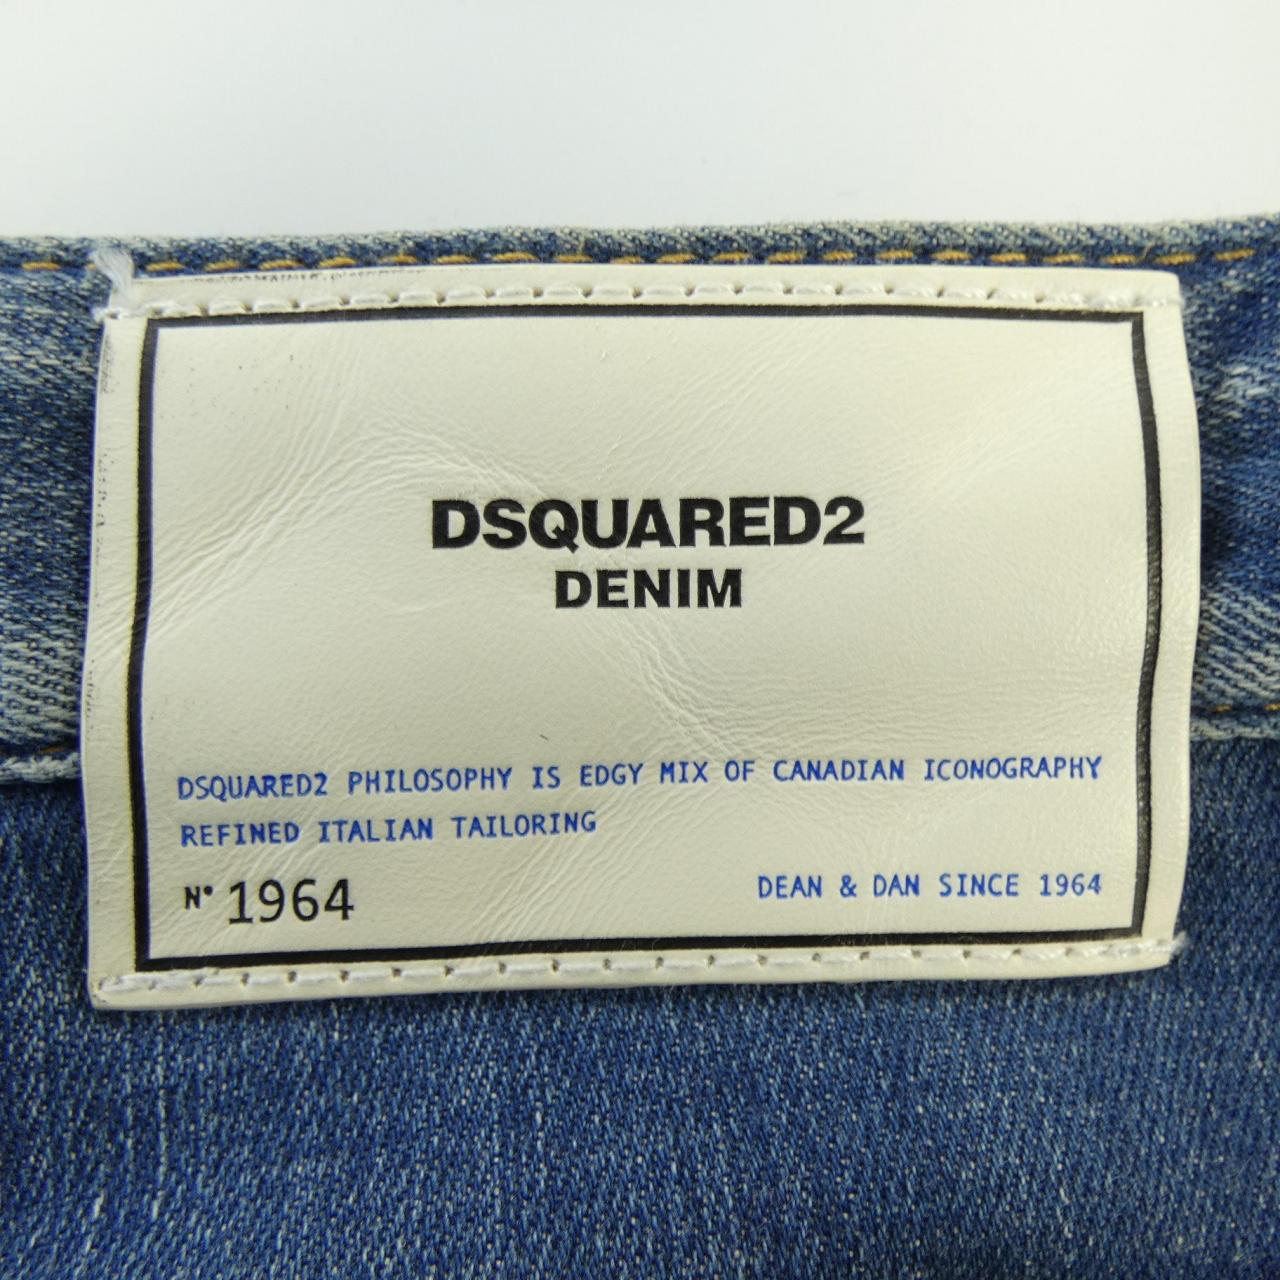 DSQUARED2
DENIM
DSQUARED2 PHILOSOPHY IS EDGY MIX OF CANADIAN ICONOGRAPHY
REFINED ITALIAN TAILORING
N° 1964
DEAN & DAN SINCE 1964